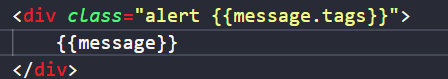 <div class="alert {{message.tags}}">
    {{message}}
</div>